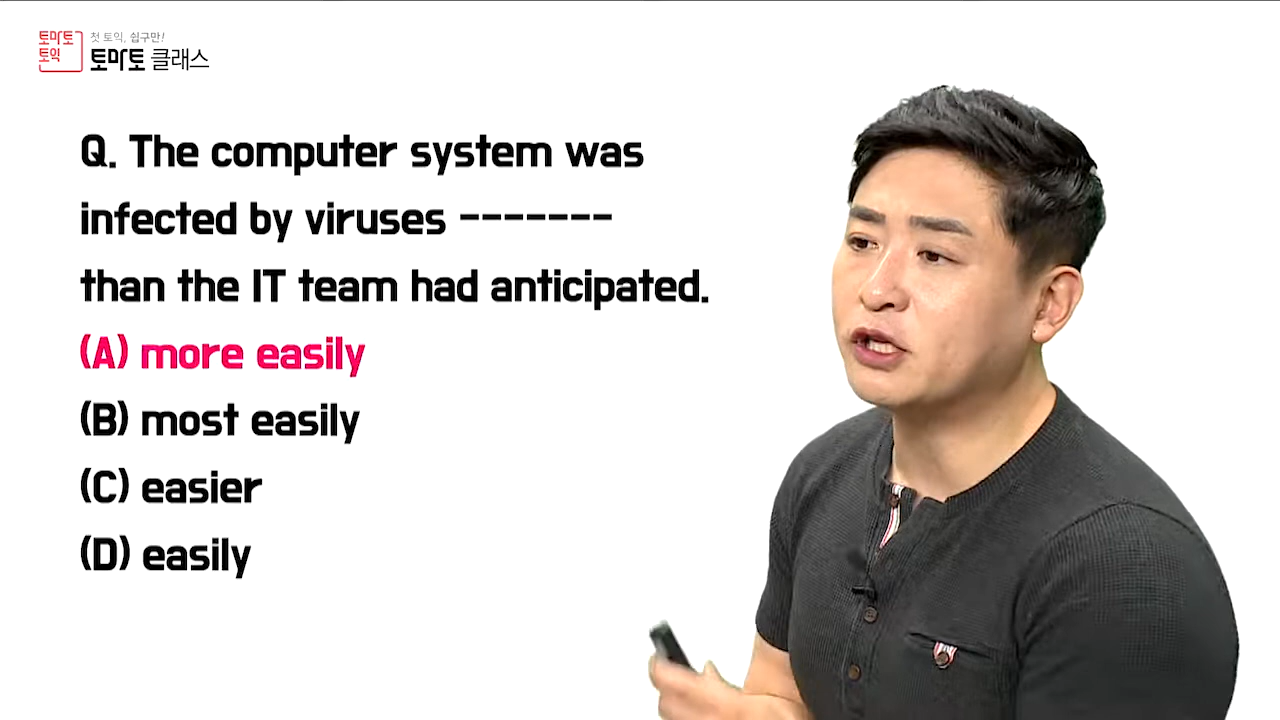 토마토
토익
첫 토익, 쉽구만!
토마토 클래스
Q. The computer system was
infected by viruses -------
than the IT team had anticipated.
(A) more easily
(B) most easily
(C) easier
(D) easily